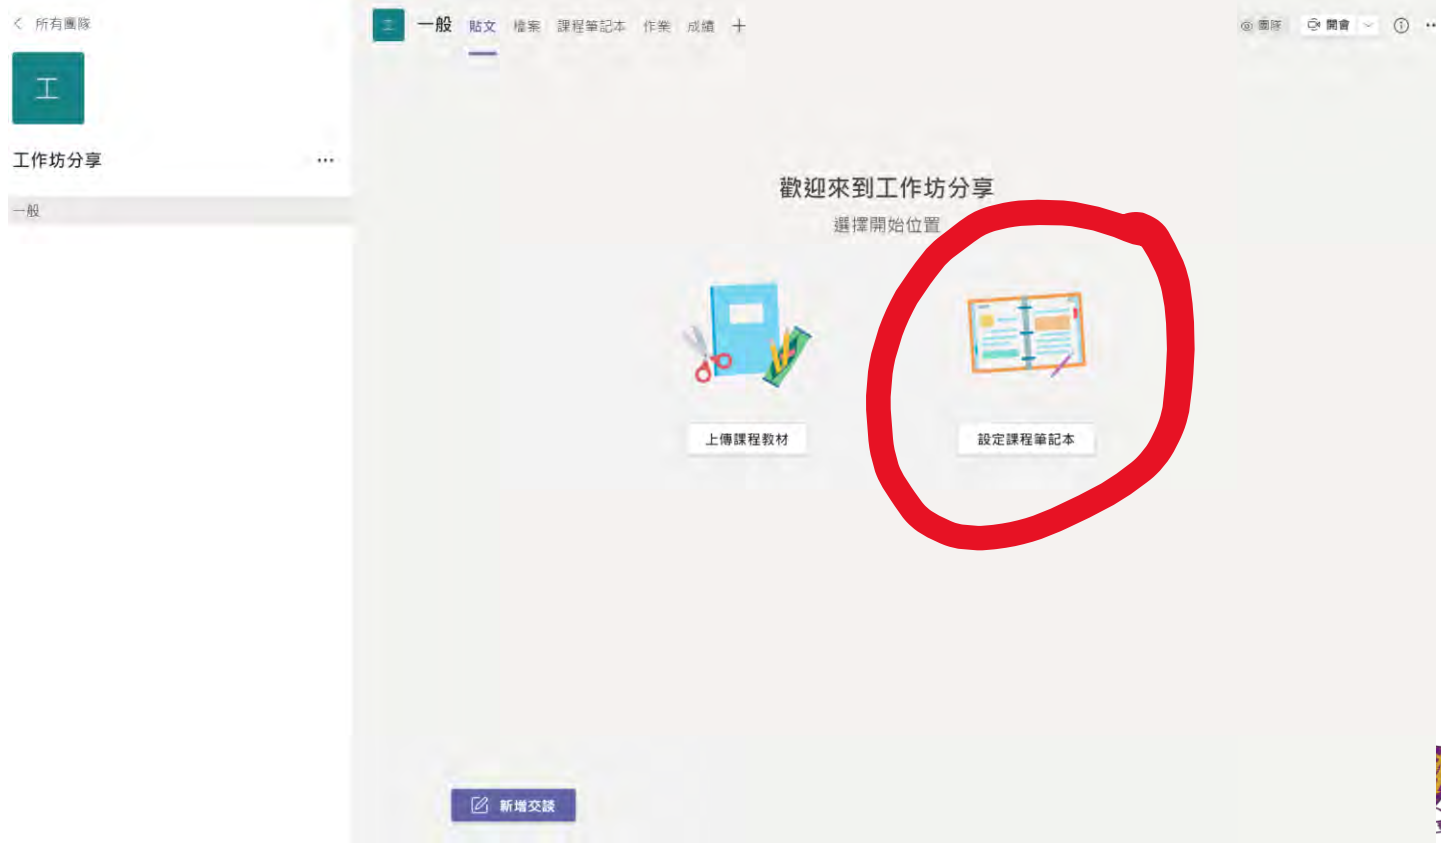 所有團隊
工
工作坊分享
一般
工 一般 貼文 檔案 課程筆記本 作業 成績
團隊 開會
歡迎來到工作坊分享
選擇開始位置
上傳課程教材
設定課程筆記本
新增交談